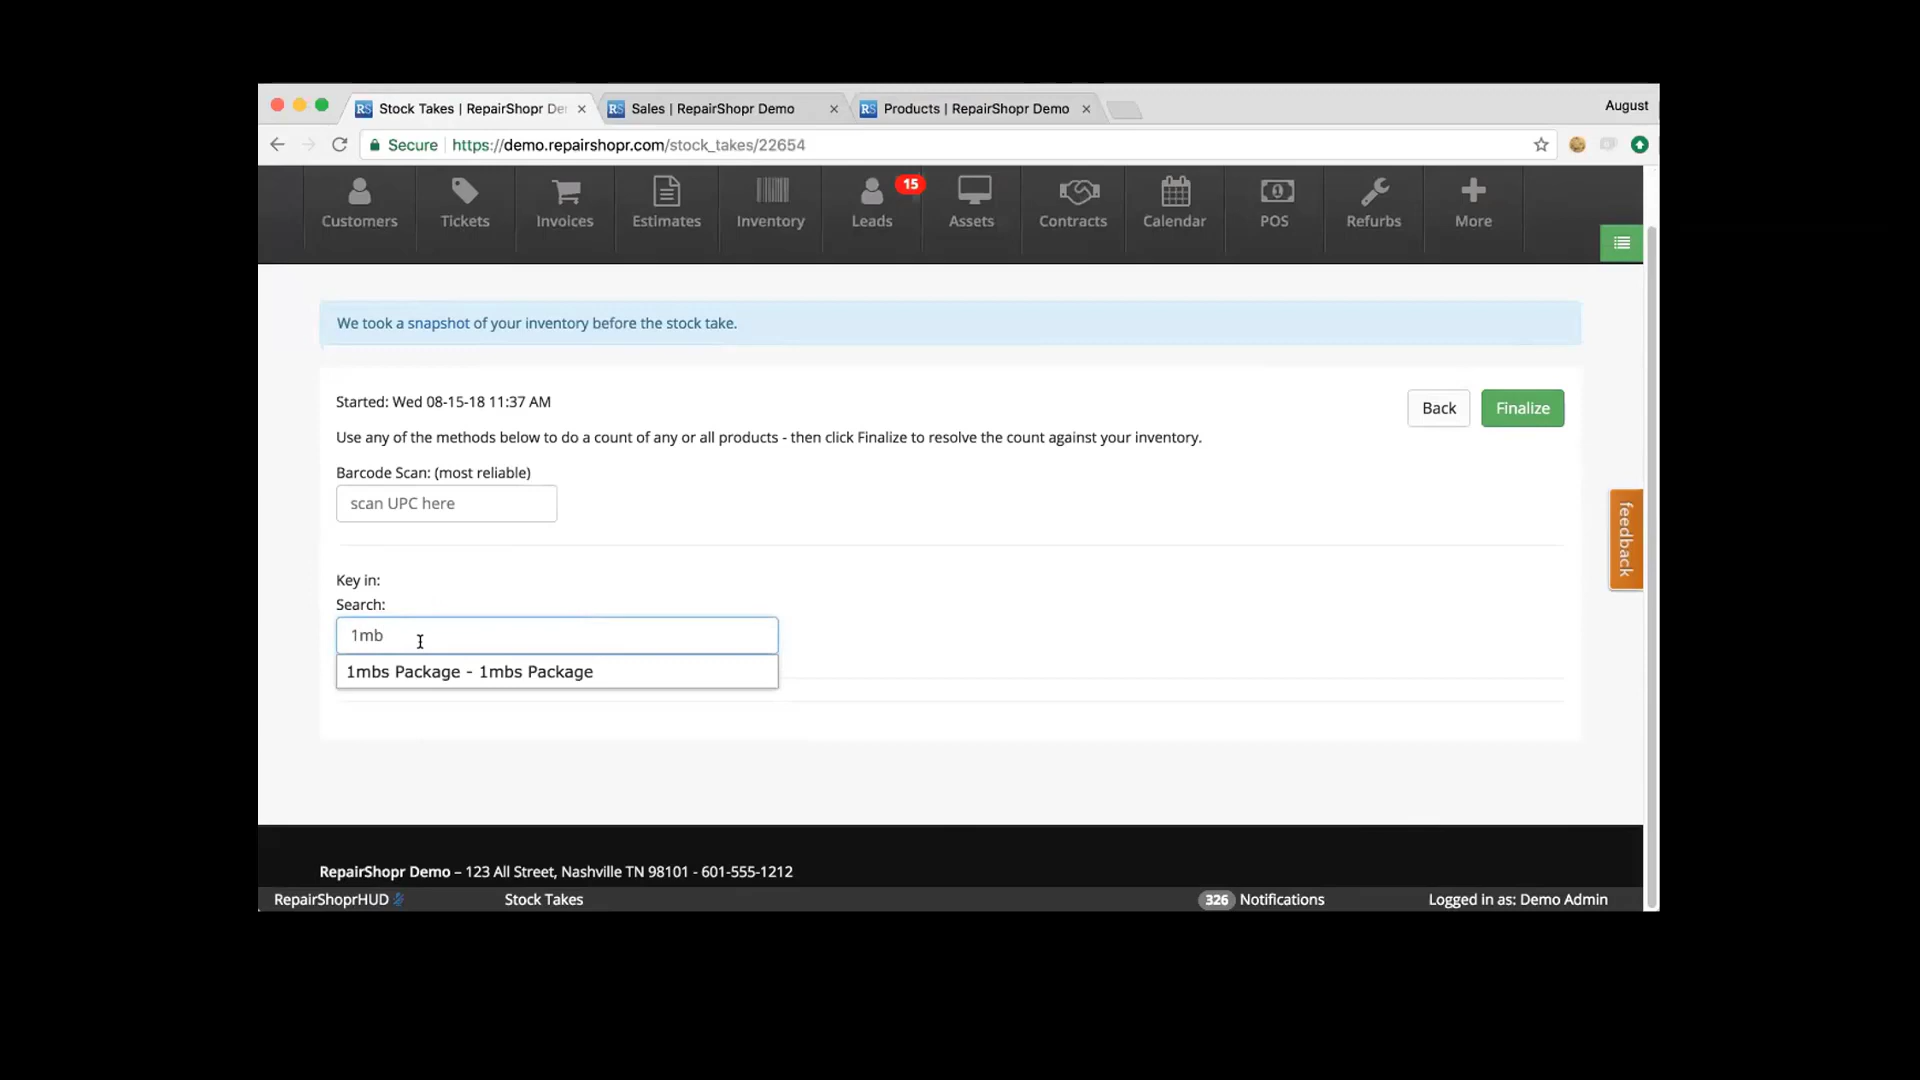 Stock Takes | RepairShopr De
Sales | RepairShopr Demo
Products | RepairShopr Demo
August
Secure https://demo.repairshopr.com/stock_takes/22654
Customers
Tickets
Invoices
Estimates
Inventory
Leads
15
Assets
Contracts
Calendar
POS
Refurbs
More
We took a snapshot of your inventory before the stock take.
Started: Wed 08-15-18 11:37 AM
Back
Finalize
Use any of the methods below to do a count of any or all products - then click Finalize to resolve the count against your inventory.
Barcode Scan: (most reliable)
scan UPC here
feedback
Key in:
Search:
1mb
1mbs Package - 1mbs Package
RepairShopr Demo – 123 All Street, Nashville TN 98101 - 601-555-1212
RepairShoprHUD
Stock Takes
326 Notifications
Logged in as: Demo Admin